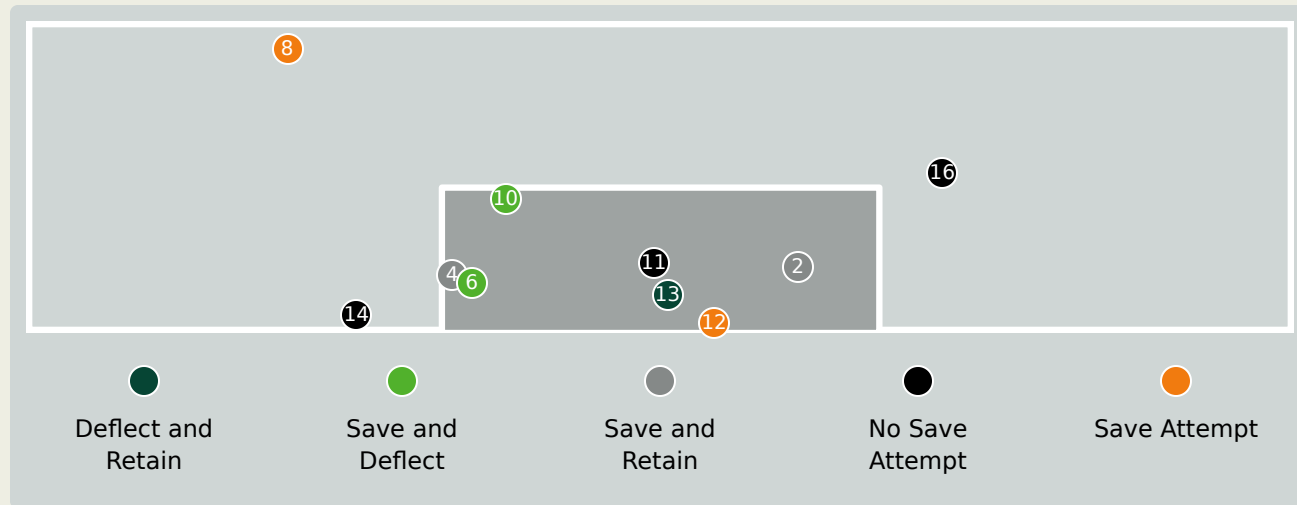 8
16
10
11
2
4
6
13
14
12
Deflect and
Retain
Save and
Deflect
Save and
Retain
No Save
Attempt
Save Attempt